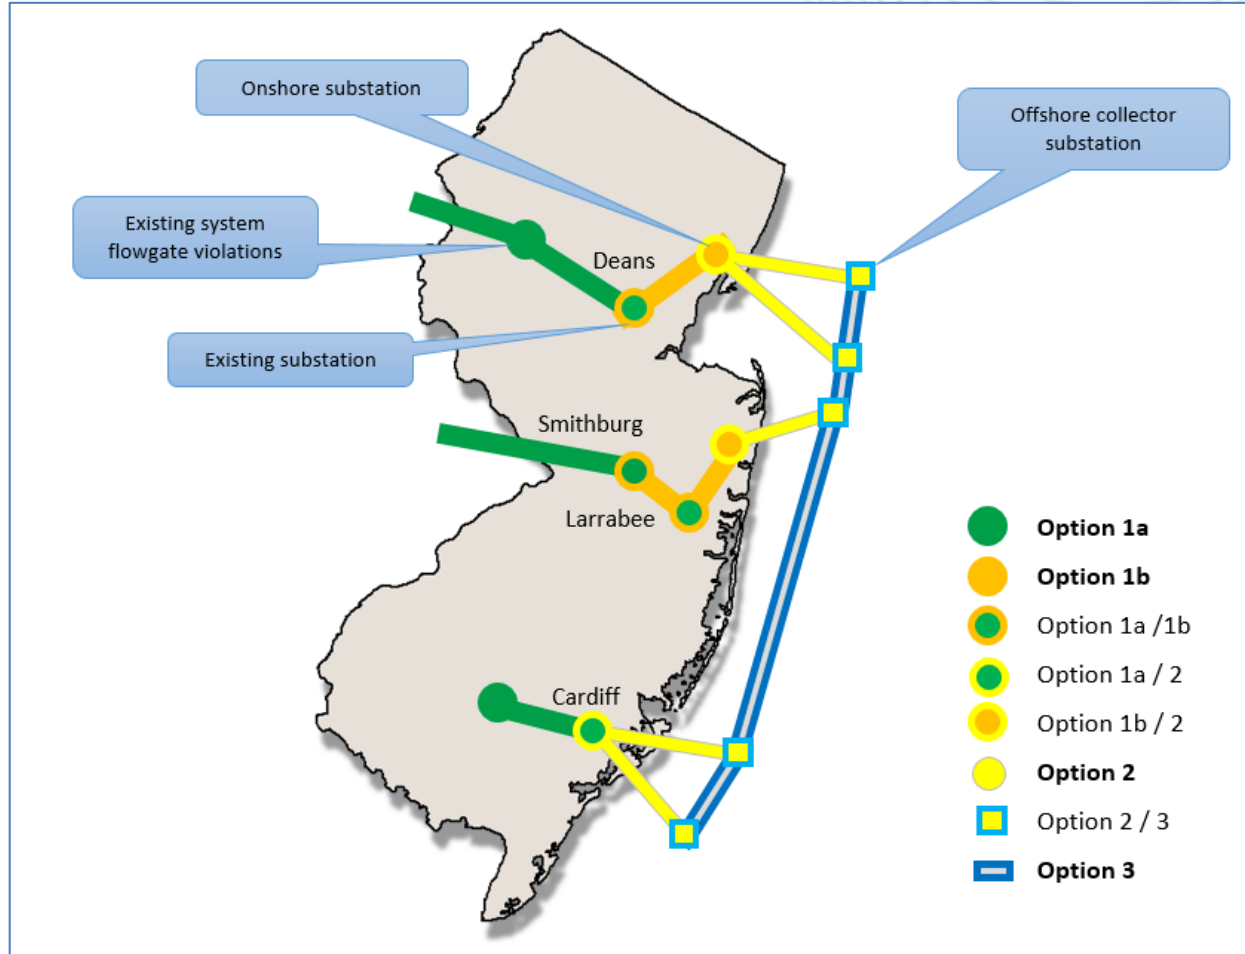 Onshore substation
Offshore collector
substation
Existing system
flowgate violations
Deans
Existing substation
Smithburg
Larrabee
Cardiff
Option 1a
Option 1b
Option 1a /1b
Option 1a / 2
Option 1b / 2
Option 2
Option 2 / 3
Option 3